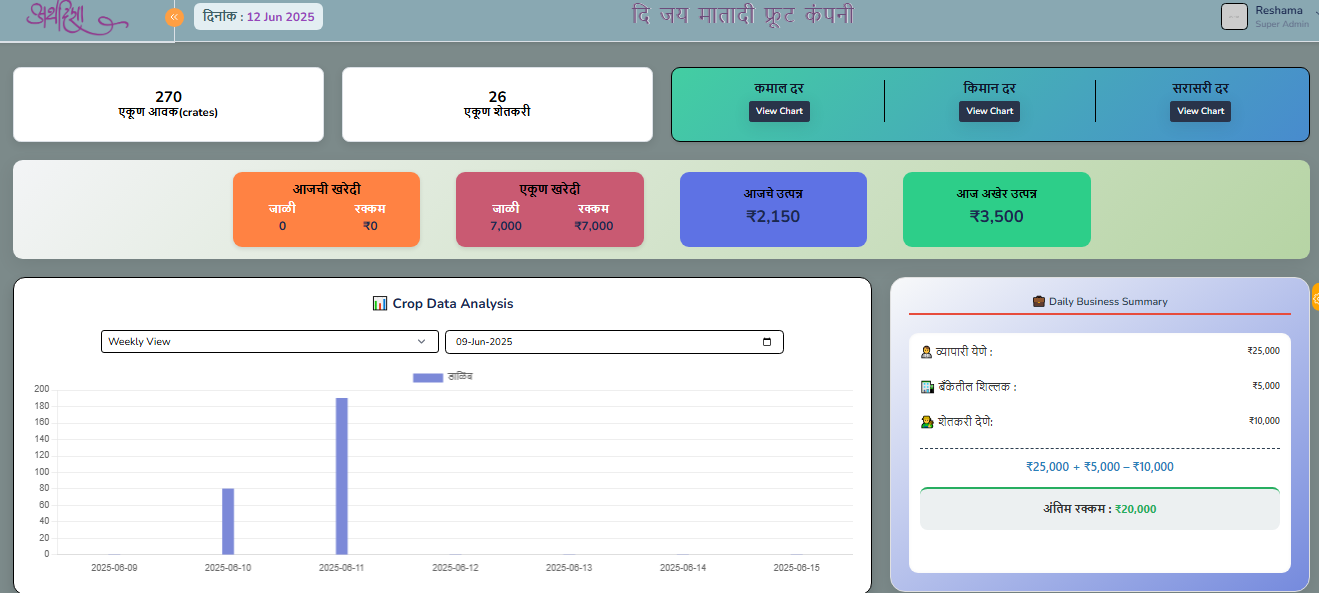 अर्थरित्रा
«
दिनांक : 12 Jun 2025
दि जय मातादी फ्रूट कंपनी
Reshama
Super Admin
270
एकूण आवक(crates)
26
एकूण शेतकरी
कमाल दर
View Chart
किमान दर
View Chart
सरासरी दर
View Chart
आजची खरेदी
जाळी रक्कम
0 ₹0
एकूण खरेदी
जाळी रक्कम
7,000 ₹7,000
आजचे उत्पन्न
₹2,150
आज अखेर उत्पन्न
₹3,500
Crop Data Analysis
Weekly View
09-Jun-2025
डाळिंब
200
180
160
140
120
100
80
60
40
20
0
2025-06-09 2025-06-10 2025-06-11 2025-06-12 2025-06-13 2025-06-14 2025-06-15
Daily Business Summary
व्यापारी येणे : ₹25,000
बँकेतील शिल्लक : ₹5,000
शेतकरी देणे: ₹10,000
₹25,000 + ₹5,000 – ₹10,000
अंतिम रक्कम : ₹20,000